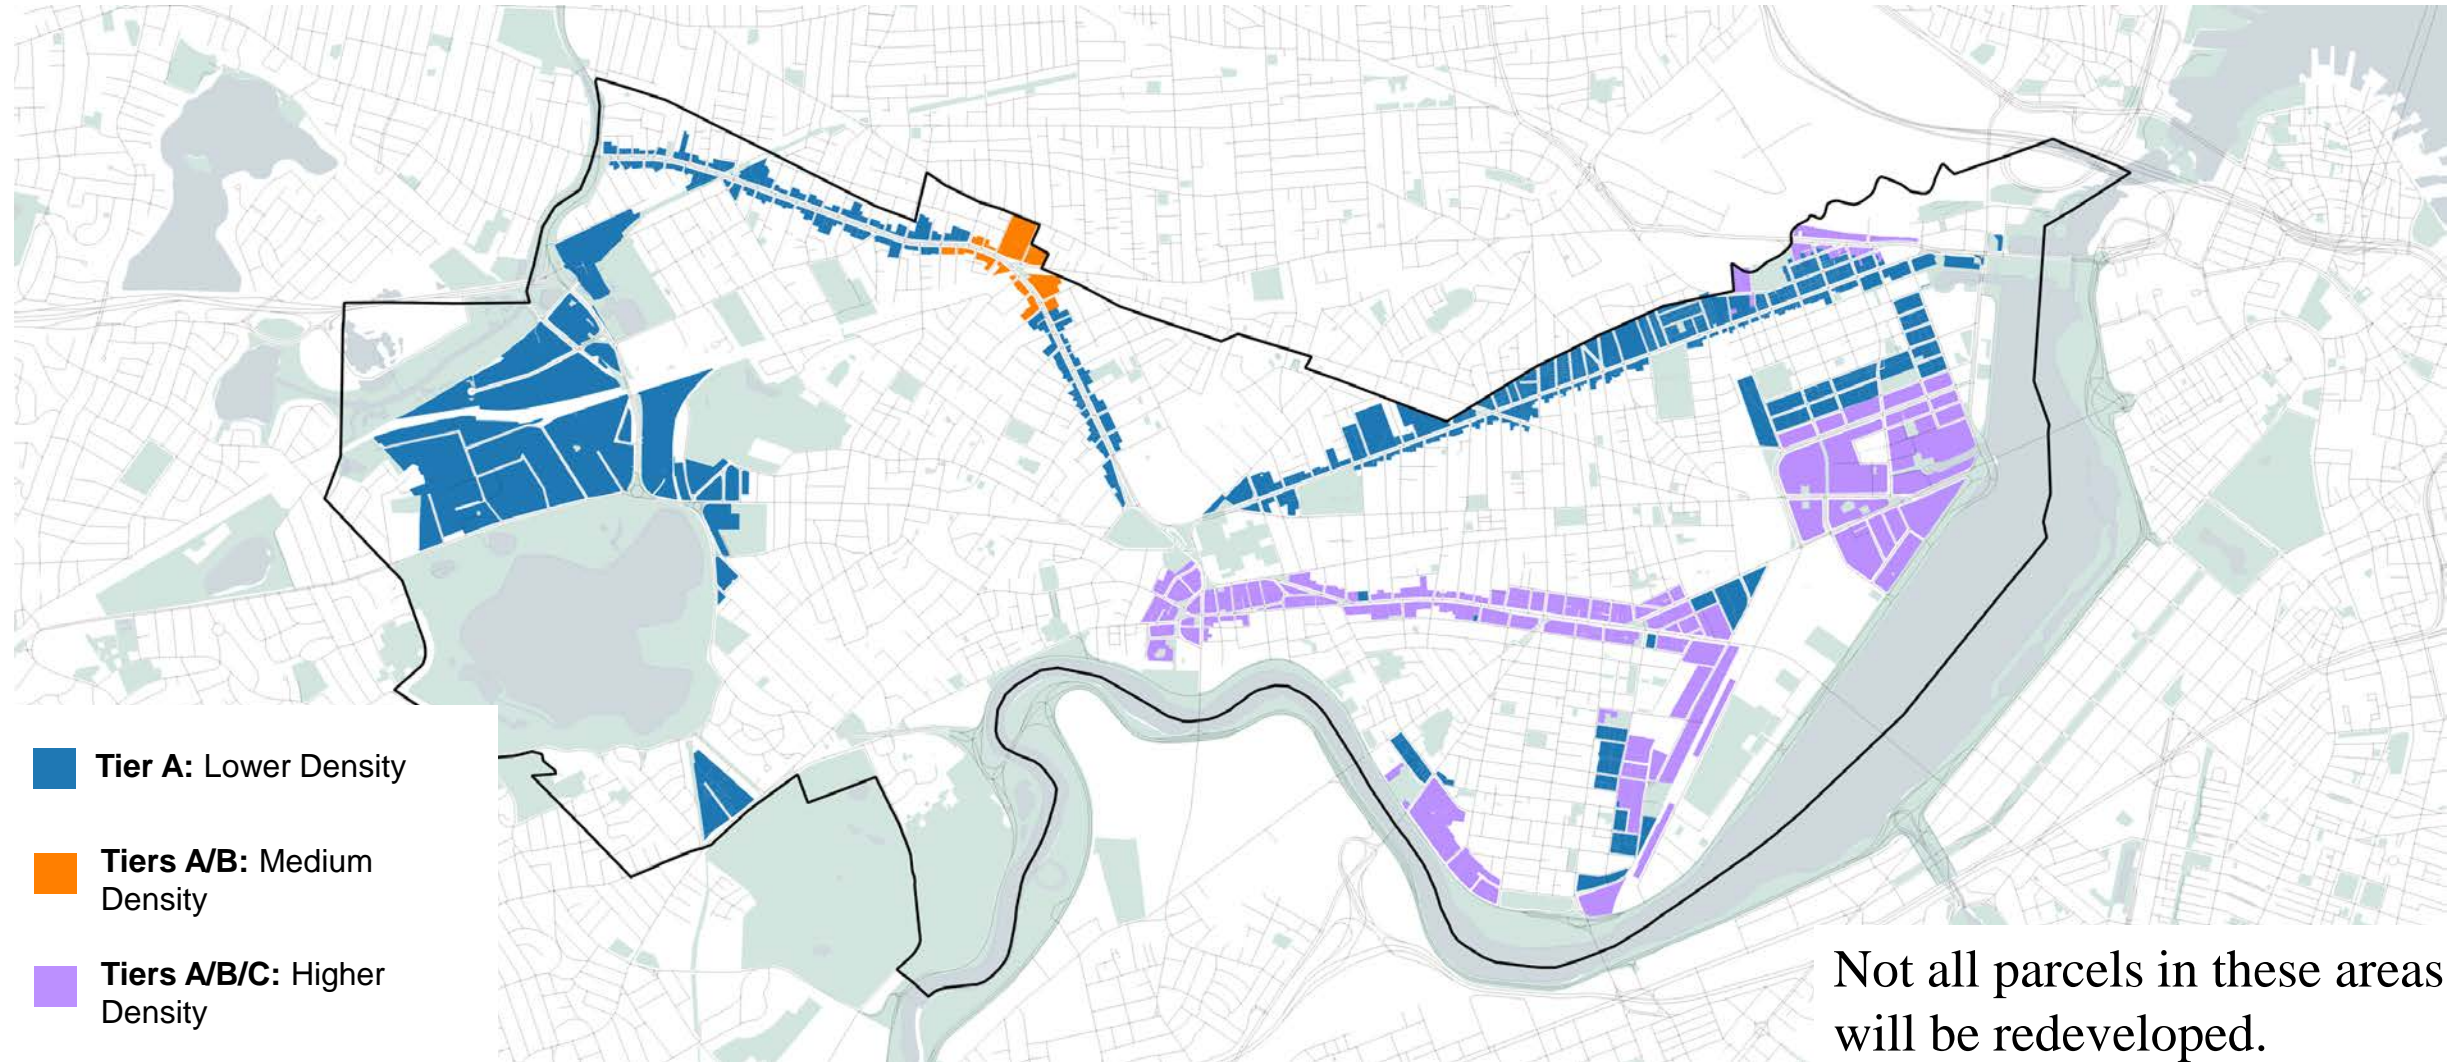 Tier A: Lower Density
Tiers A/B: Medium
Density
Tiers A/B/C: Higher
Density
Not all parcels in these areas
will be redeveloped.